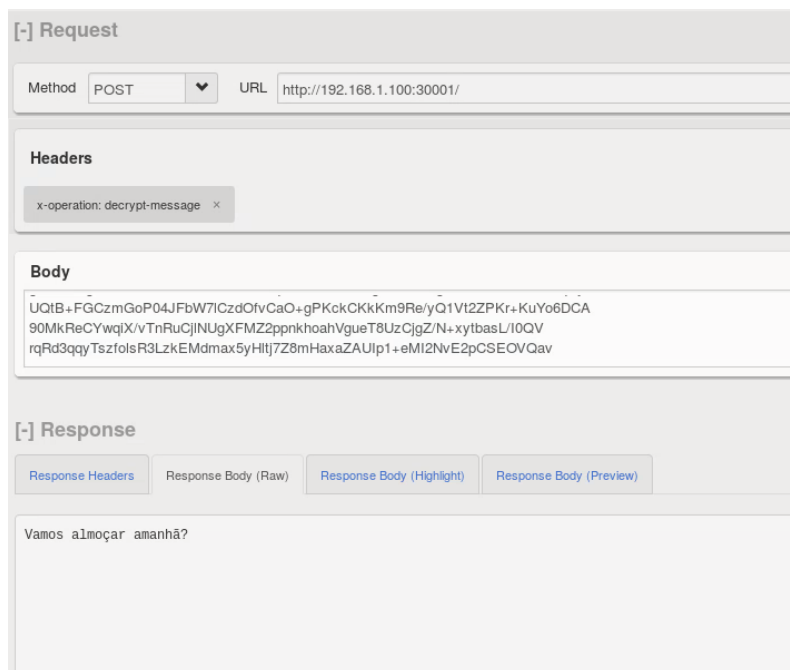 [-] Request
Method POST URL http://192.168.1.100:30001/
Headers
x-operation: decrypt-message ×
Body
UQtB+FGCzmGoP04JFbW7lCzdOfvCaO+gPKckCKkKm9Re/yQ1Vt2ZPKr+KuYo6DCA
90MkReCYwqiX/vTnRuCjlNUgXFMZ2ppnkhoahVgueT8UzCjgZ/N+xytbasL/I0QV
rqRd3qqyTszfolsR3LzkEMdmax5yHltj7Z8mHaxaZAUIp1+eMI2NvE2pCSEOVQav
[-] Response
Response Headers Response Body (Raw) Response Body (Highlight) Response Body (Preview)
Vamos almoçar amanhã?